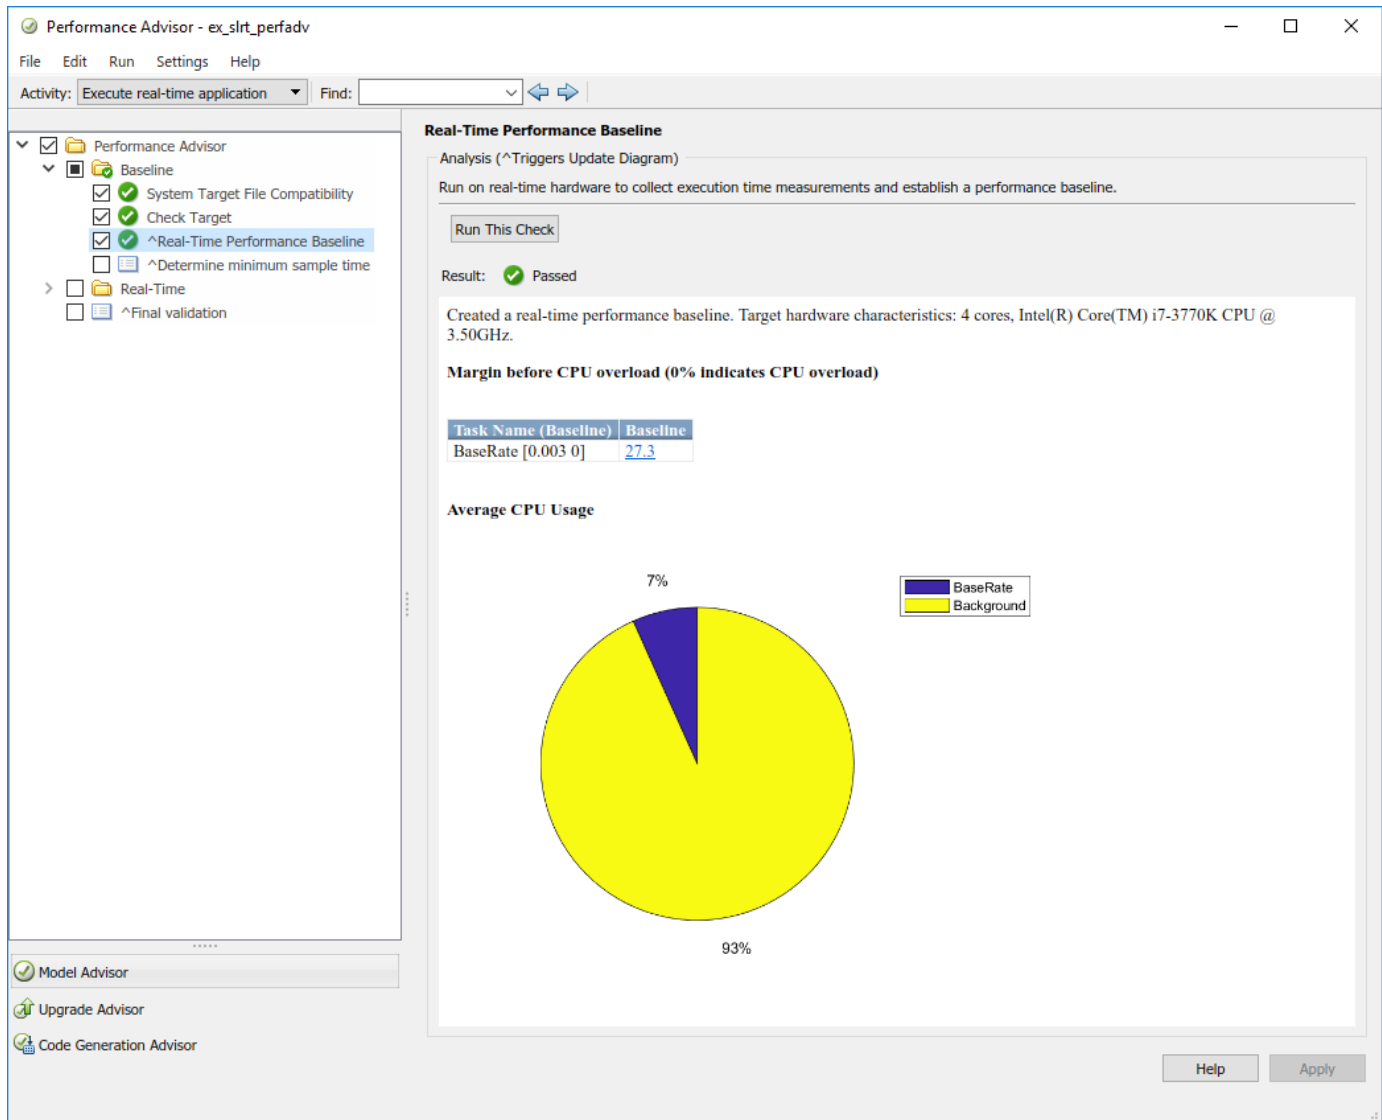 Performance Advisor - ex_slrt_perfadv
File Edit Run Settings Help
Activity: Execute real-time application Find:
Performance Advisor
Baseline
System Target File Compatibility
Check Target
^Real-Time Performance Baseline
^Determine minimum sample time
Real-Time
^Final validation
Model Advisor
Upgrade Advisor
Code Generation Advisor
Real-Time Performance Baseline
Analysis (^Triggers Update Diagram)
Run on real-time hardware to collect execution time measurements and establish a performance baseline.
Run This Check
Result: Passed
Created a real-time performance baseline. Target hardware characteristics: 4 cores, Intel(R) Core(TM) i7-3770K CPU @
3.50GHz.
Margin before CPU overload (0% indicates CPU overload)
Task Name (Baseline) Baseline
BaseRate [0.003 0] 27.3
Average CPU Usage
7%
BaseRate
Background
93%
Help Apply